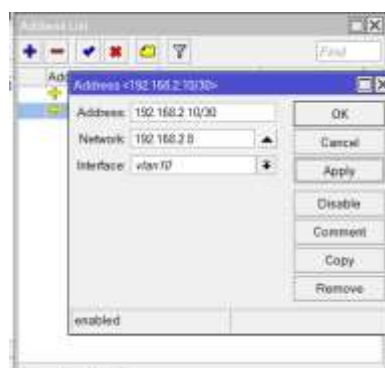 Address List
Find
Address <192.168.2.10/30>
Address: 192.168.2.10/30
OK
Network: 192.168.2.8
Cancel
Interface: vlan10
Apply
Disable
Comment
Copy
Remove
enabled